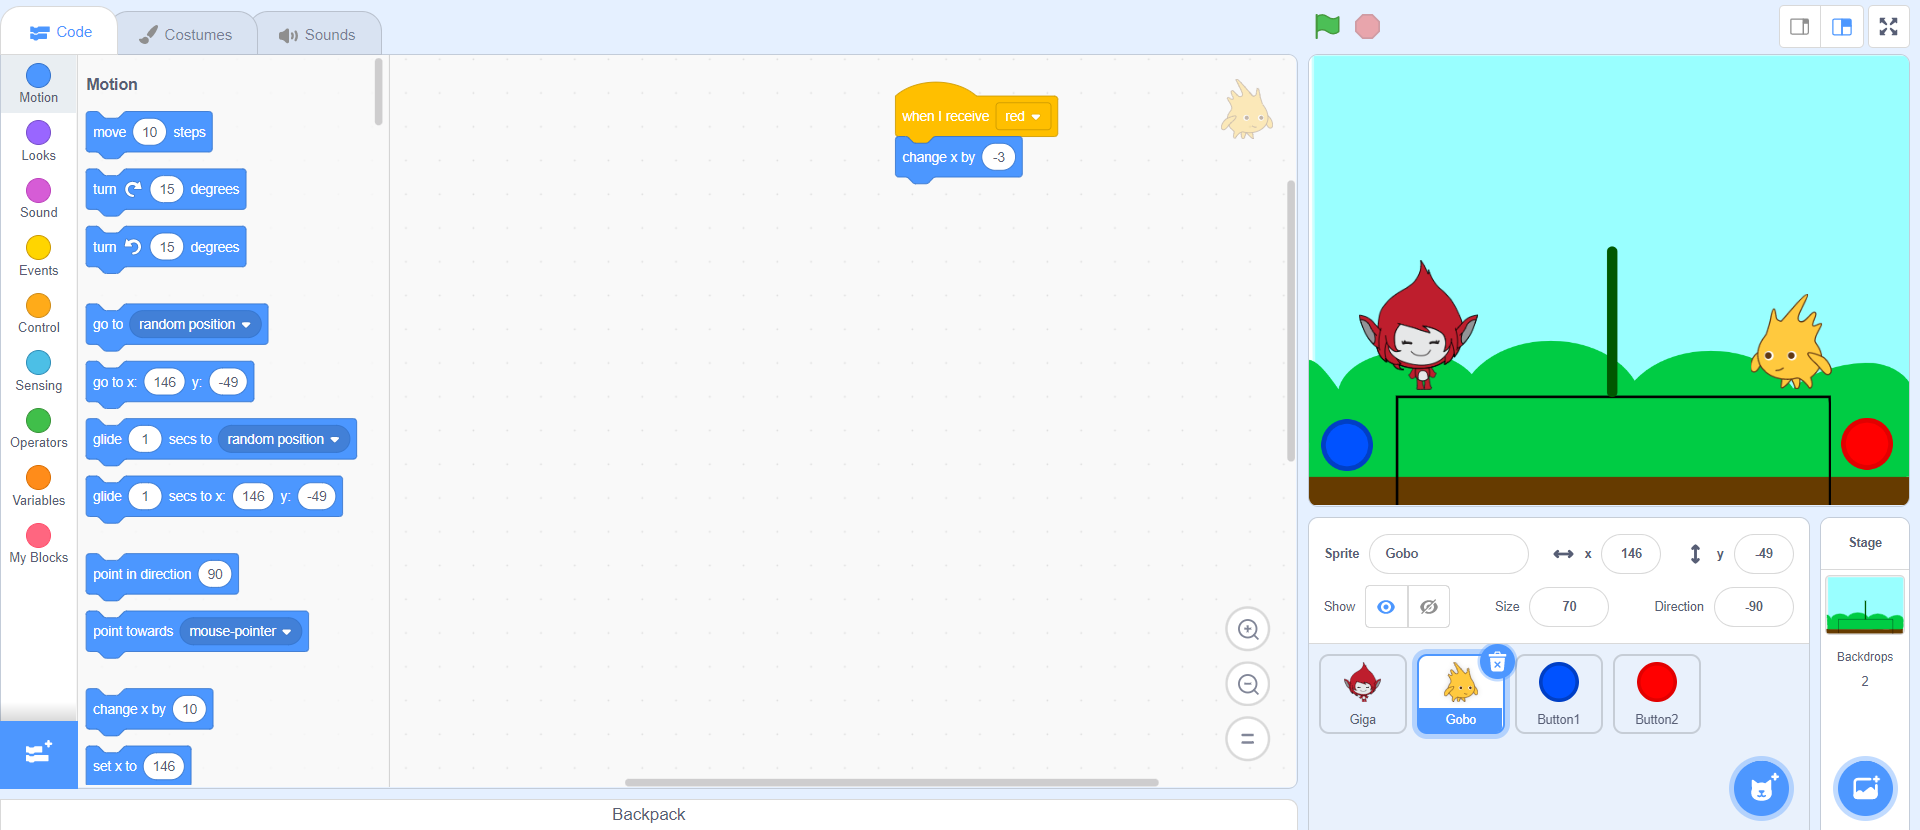 Code
Costumes
Sounds
Motion
Looks
Sound
Events
Control
Sensing
Operators
Variables
My Blocks
Motion
move 10 steps
turn 15 degrees
turn 15 degrees
go to random position
go to x: 146 y: -49
glide 1 secs to random position
glide 1 secs to x: 146 y: -49
point in direction 90
point towards mouse-pointer
change x by 10
set x to 146
when I receive red
change x by -3
Backpack
Sprite Gobo x 146 y -49
Show Size 70 Direction -90
Giga
Gobo
Button1
Button2
Stage
Backdrops
2